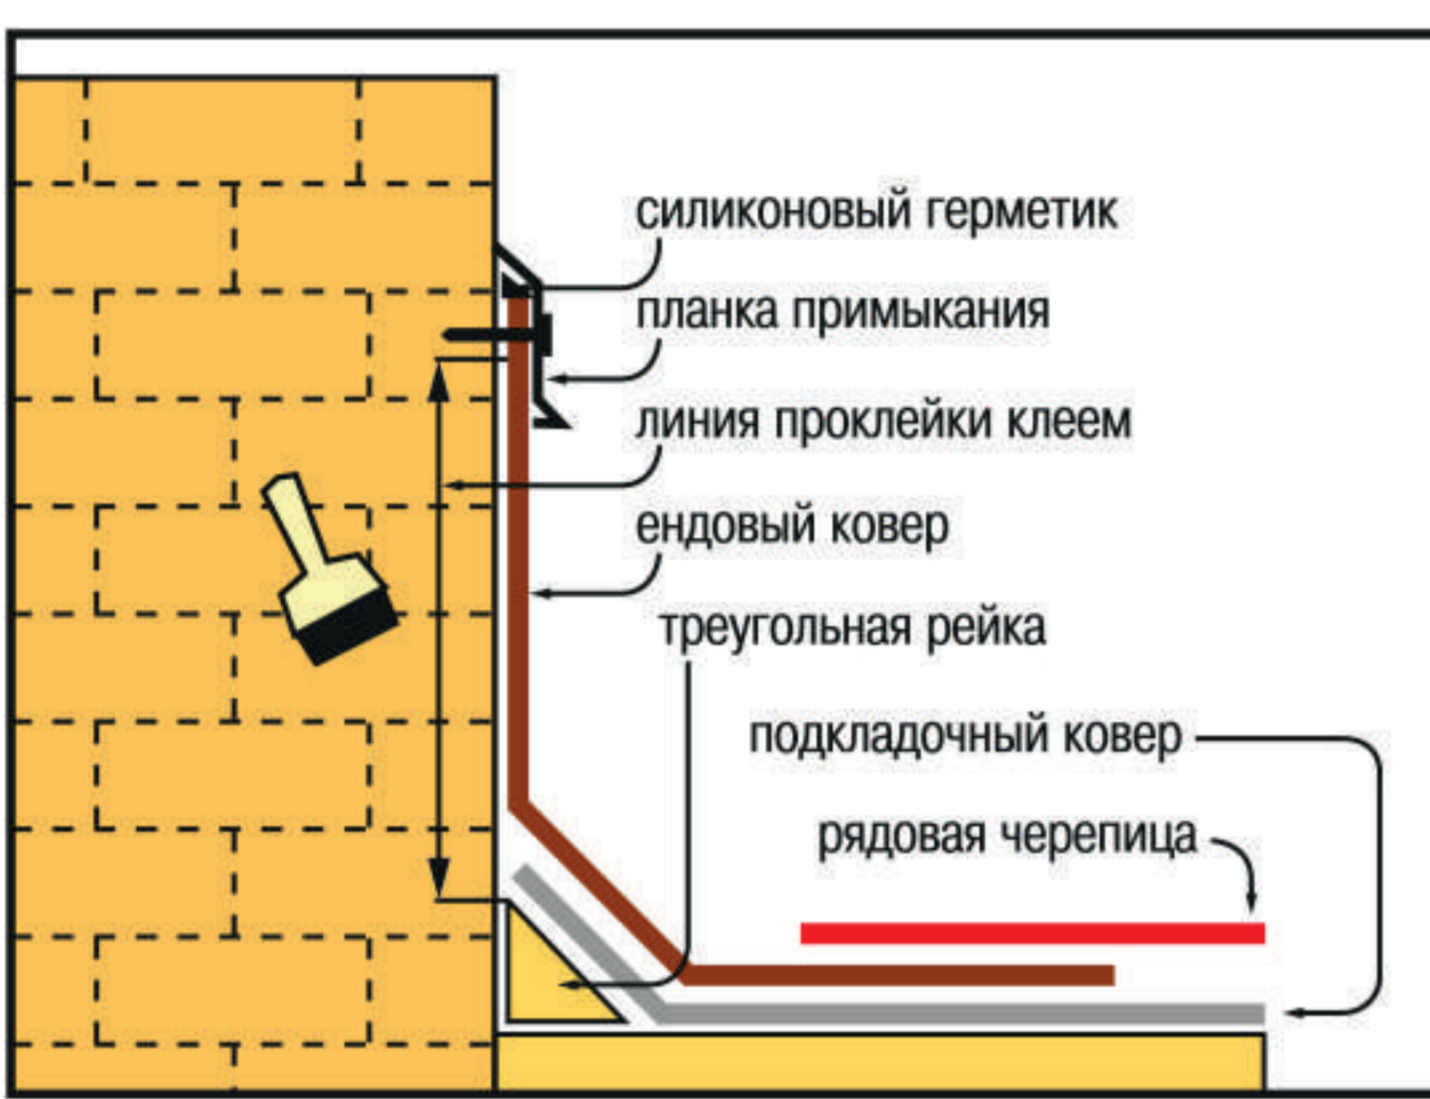 силиконовый герметик
планка примыкания
линия проклейки клеем
ендовый ковер
треугольная рейка
подкладочный ковер
рядовая черепица